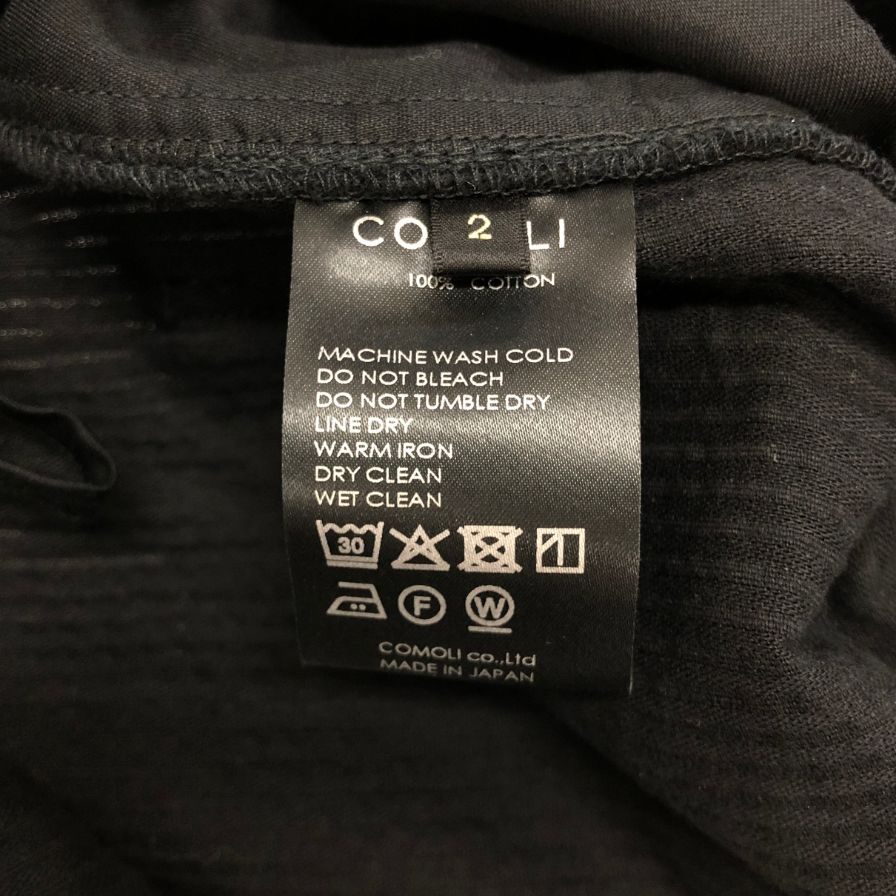 CO 2 LI
100% COTTON
MACHINE WASH COLD
DO NOT BLEACH
DO NOT TUMBLE DRY
LINE DRY
WARM IRON
DRY CLEAN
WET CLEAN
30
F W
COMOLI co.,Ltd
MADE IN JAPAN